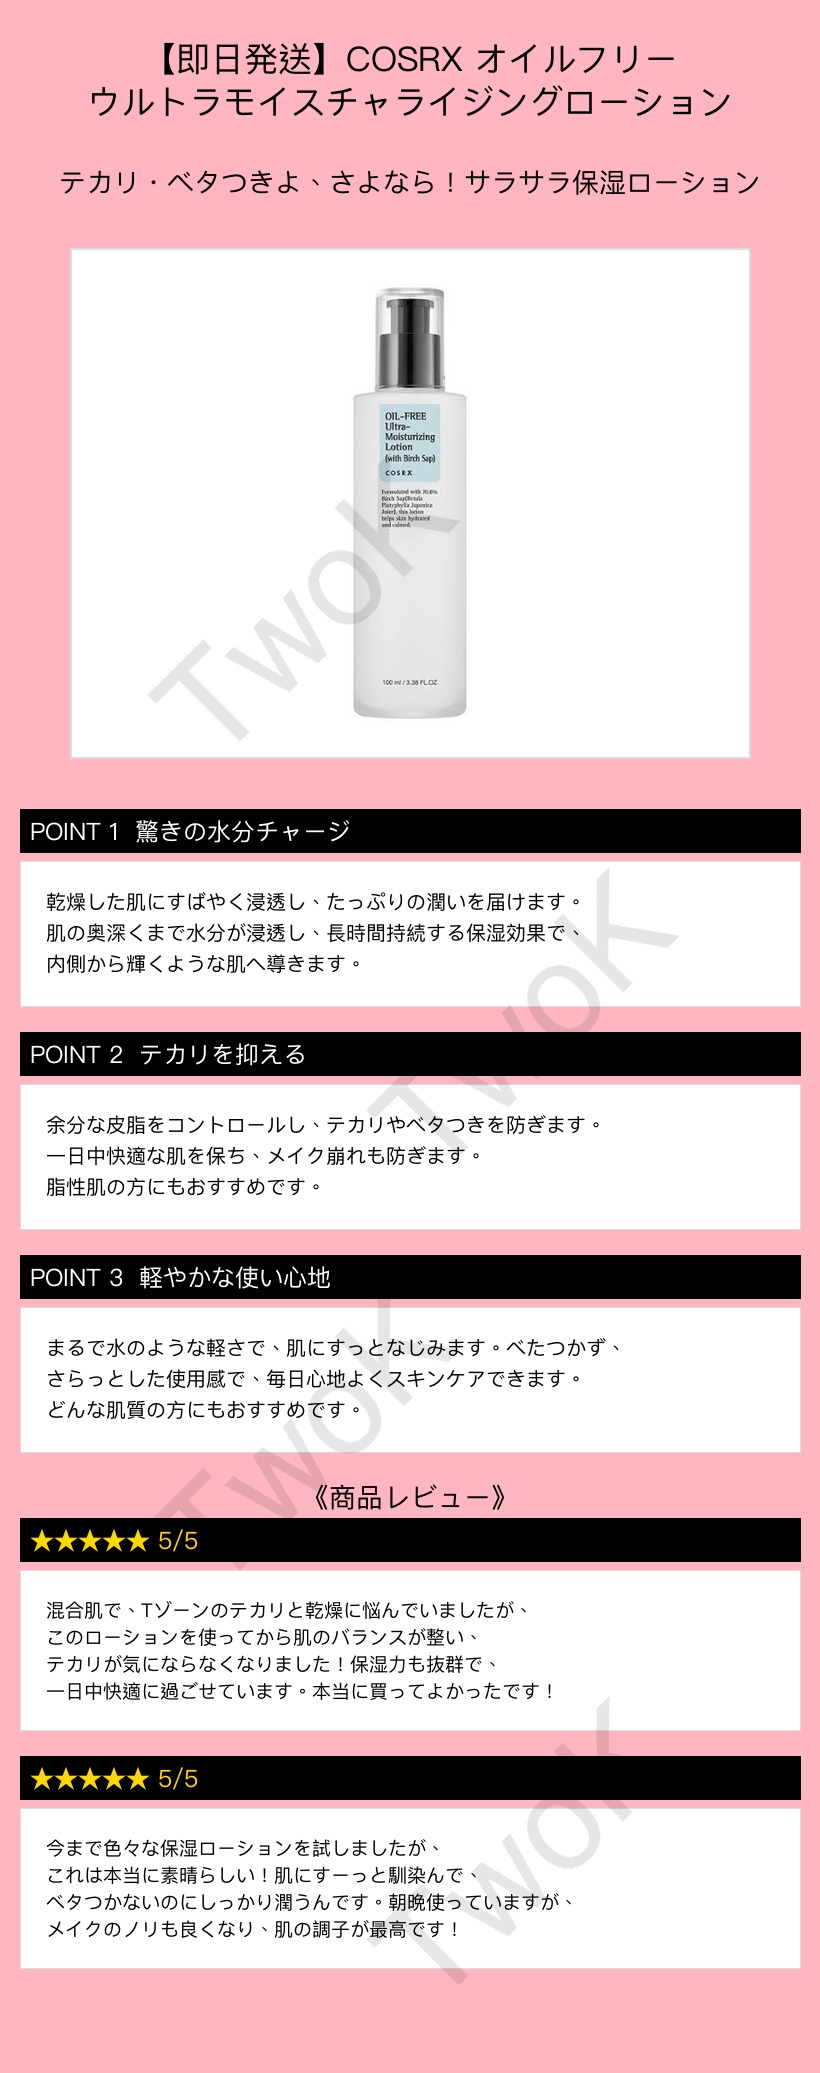 【即日発送】COSRX オイルフリー
ウルトラモイスチャライジングローション
テカリ・ベタつきよ、さよなら！サラサラ保湿ローション
OIL-FREE
Ultra-
Moisturizing
Lotion
(with Birch Sap)
COSRX
Formulated with 70.8%
Birch Sap(Betula
Platyphylla Japonica
Juice), this lotion
helps skin hydrated
and calmed.
100 ml / 3.38 FL.OZ
TwoK
POINT 1 驚きの水分チャージ
乾燥した肌にすばやく浸透し、たっぷりの潤いを届けます。
肌の奥深くまで水分が浸透し、長時間持続する保湿効果で、
内側から輝くような肌へ導きます。
TwoK
POINT 2 テカリを抑える
余分な皮脂をコントロールし、テカリやベタつきを防ぎます。
一日中快適な肌を保ち、メイク崩れも防ぎます。
脂性肌の方にもおすすめです。
POINT 3 軽やかな使い心地
まるで水のような軽さで、肌にすっとなじみます。べたつかず、
さらっとした使用感で、毎日心地よくスキンケアできます。
どんな肌質の方にもおすすめです。
TwoK
《商品レビュー》
★★★★★ 5/5
混合肌で、Tゾーンのテカリと乾燥に悩んでいましたが、
このローションを使ってから肌のバランスが整い、
テカリが気にならなくなりました！保湿力も抜群で、
一日中快適に過ごせています。本当に買ってよかったです！
★★★★★ 5/5
今まで色々な保湿ローションを試しましたが、
これは本当に素晴らしい！肌にすーっと馴染んで、
ベタつかないのにしっかり潤うんです。朝晩使っていますが、
メイクのノリも良くなり、肌の調子が最高です！
TwoK